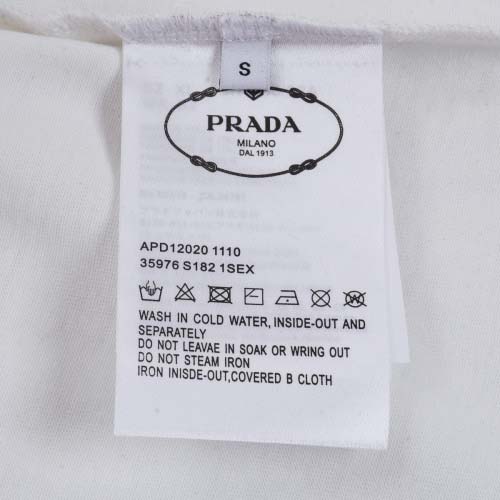 S
PRADA
MILANO
DAL 1913
APD12020 1110
35976 S182 1SEX
WASH IN COLD WATER, INSIDE-OUT AND
SEPARATELY
DO NOT LEAVAE IN SOAK OR WRING OUT
DO NOT STEAM IRON
IRON INISDE-OUT,COVERED B CLOTH